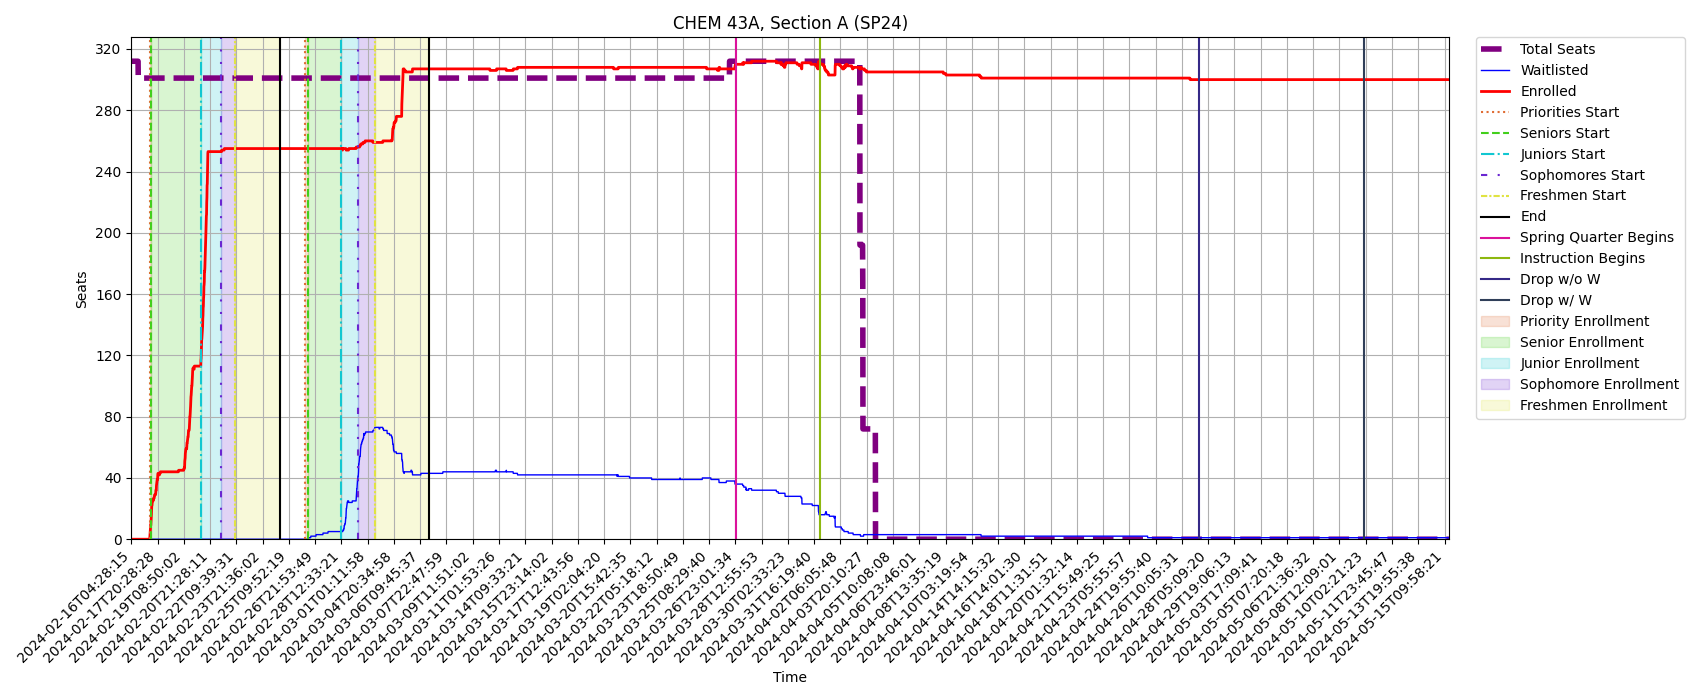 CHEM 43A, Section A (SP24)
320
280
240
200
160
120
80
40
0
Seats
2024-02-16T04:28:15
2024-02-17T20:28:28
2024-02-19T08:50:02
2024-02-20T21:28:11
2024-02-22T09:39:31
2024-02-23T21:36:02
2024-02-25T09:52:19
2024-02-26T21:53:49
2024-02-28T12:33:21
2024-03-01T01:11:58
2024-03-04T20:34:58
2024-03-06T09:45:37
2024-03-07T22:47:59
2024-03-09T11:51:02
2024-03-12T20:53:26
2024-03-14T09:33:21
2024-03-15T23:14:02
2024-03-17T12:43:56
2024-03-19T02:04:20
2024-03-20T15:42:35
2024-03-22T05:18:12
2024-03-23T18:50:49
2024-03-25T08:29:40
2024-03-26T23:01:34
2024-03-28T12:55:53
2024-03-30T02:33:23
2024-03-31T16:19:40
2024-04-02T06:05:48
2024-04-03T20:10:27
2024-04-05T10:08:08
2024-04-06T23:46:01
2024-04-08T13:35:19
2024-04-10T03:19:54
2024-04-14T14:15:32
2024-04-16T14:01:30
2024-04-18T11:31:51
2024-04-20T01:32:14
2024-04-21T15:49:25
2024-04-23T05:55:57
2024-04-24T19:55:40
2024-04-26T10:05:31
2024-04-28T05:09:20
2024-04-29T19:06:13
2024-05-03T17:09:41
2024-05-05T07:20:18
2024-05-06T21:36:32
2024-05-08T12:09:01
2024-05-10T02:21:23
2024-05-11T23:45:47
2024-05-13T19:55:38
2024-05-15T09:58:21
Time
Total Seats
Waitlisted
Enrolled
Priorities Start
Seniors Start
Juniors Start
Sophomores Start
Freshmen Start
End
Spring Quarter Begins
Instruction Begins
Drop w/o W
Drop w/ W
Priority Enrollment
Senior Enrollment
Junior Enrollment
Sophomore Enrollment
Freshmen Enrollment